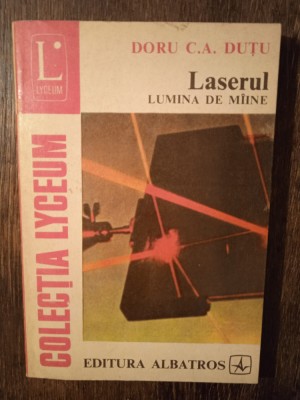 L
LYCEUM
DORU C.A. DUȚU
Laserul
LUMINA DE MÎINE
COLECȚIA LYCEUM
EDITURA ALBATROS